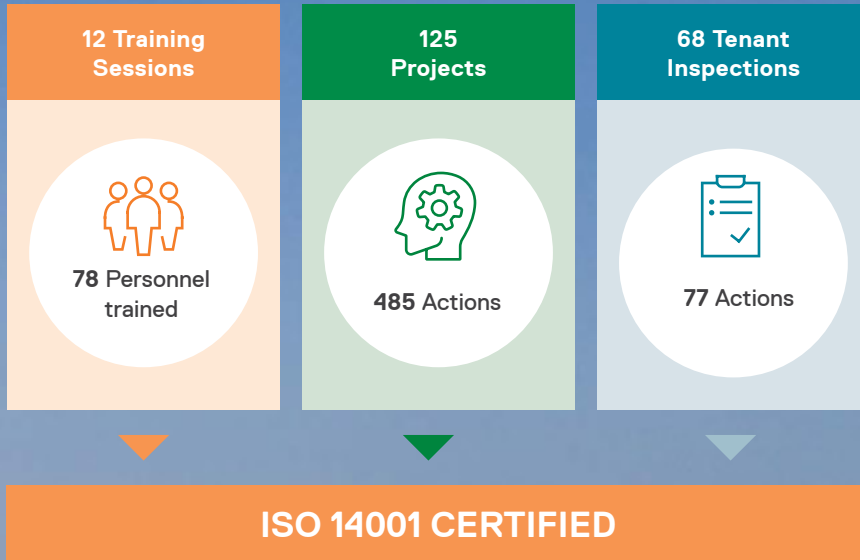 12 Training
Sessions
78 Personnel
trained
125
Projects
485 Actions
68 Tenant
Inspections
77 Actions
ISO 14001 CERTIFIED